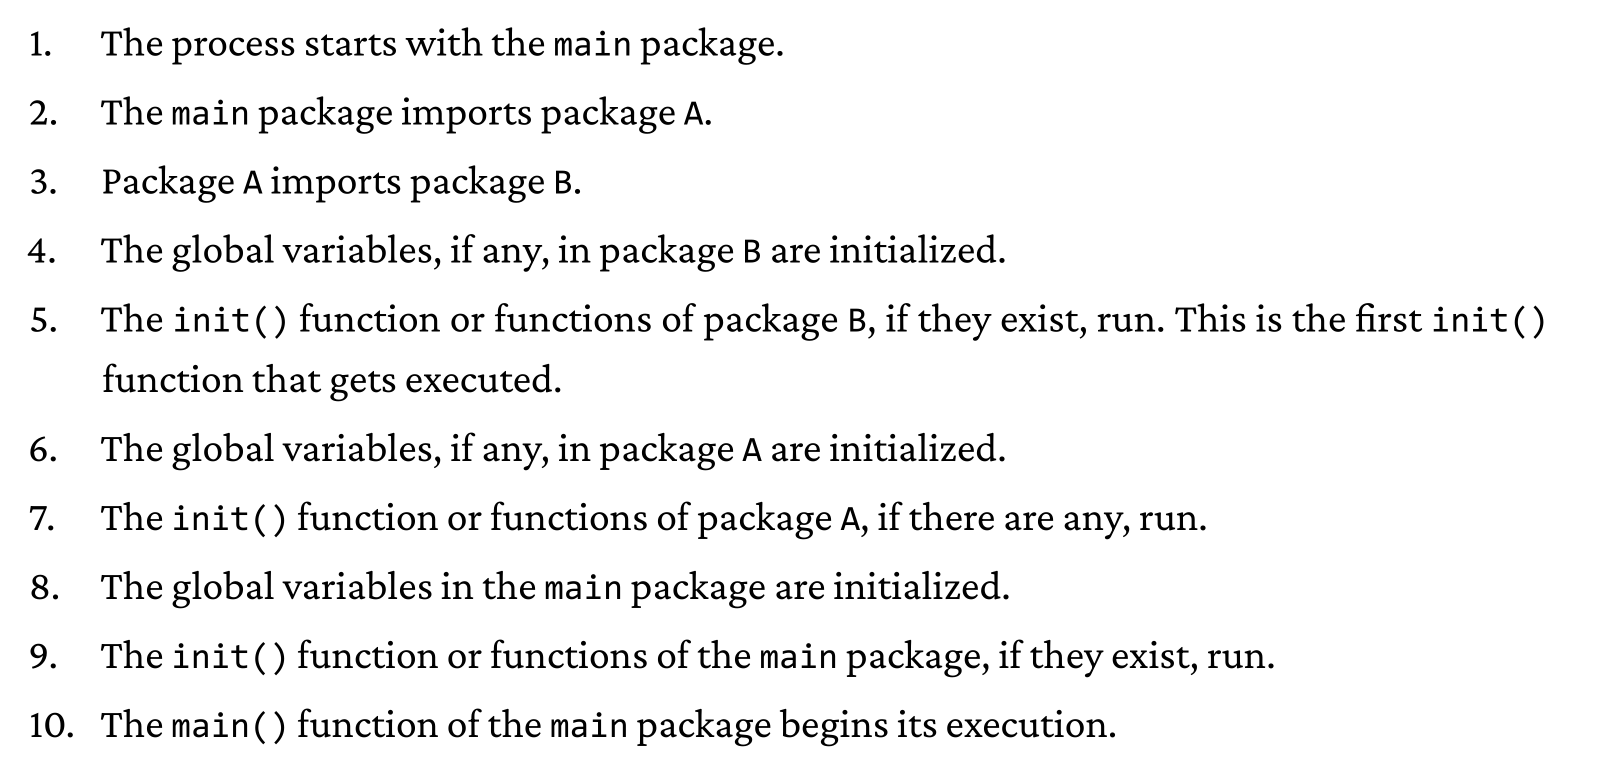 1. The process starts with the main package.
2. The main package imports package A.
3. Package A imports package B.
4. The global variables, if any, in package B are initialized.
5. The init() function or functions of package B, if they exist, run. This is the first init()
function that gets executed.
6. The global variables, if any, in package A are initialized.
7. The init() function or functions of package A, if there are any, run.
8. The global variables in the main package are initialized.
9. The init() function or functions of the main package, if they exist, run.
10. The main() function of the main package begins its execution.